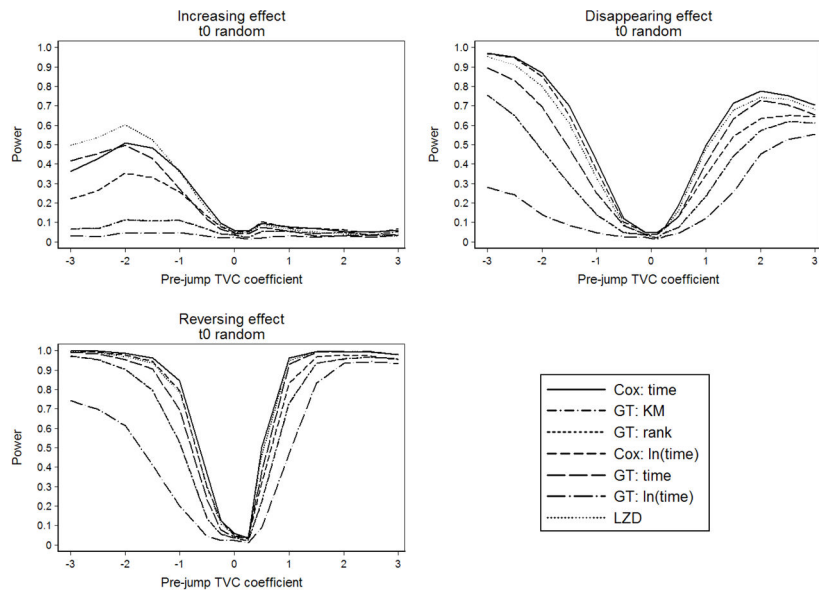 Increasing effect
t0 random
Power
1.0
0.9
0.8
0.7
0.6
0.5
0.4
0.3
0.2
0.1
0
-3 -2 -1 0 1 2 3
Pre-jump TVC coefficient
Disappearing effect
t0 random
Power
1.0
0.9
0.8
0.7
0.6
0.5
0.4
0.3
0.2
0.1
0
-3 -2 -1 0 1 2 3
Pre-jump TVC coefficient
Reversing effect
t0 random
Power
1.0
0.9
0.8
0.7
0.6
0.5
0.4
0.3
0.2
0.1
0
-3 -2 -1 0 1 2 3
Pre-jump TVC coefficient
Cox: time
GT: KM
GT: rank
Cox: ln(time)
GT: time
GT: ln(time)
LZD